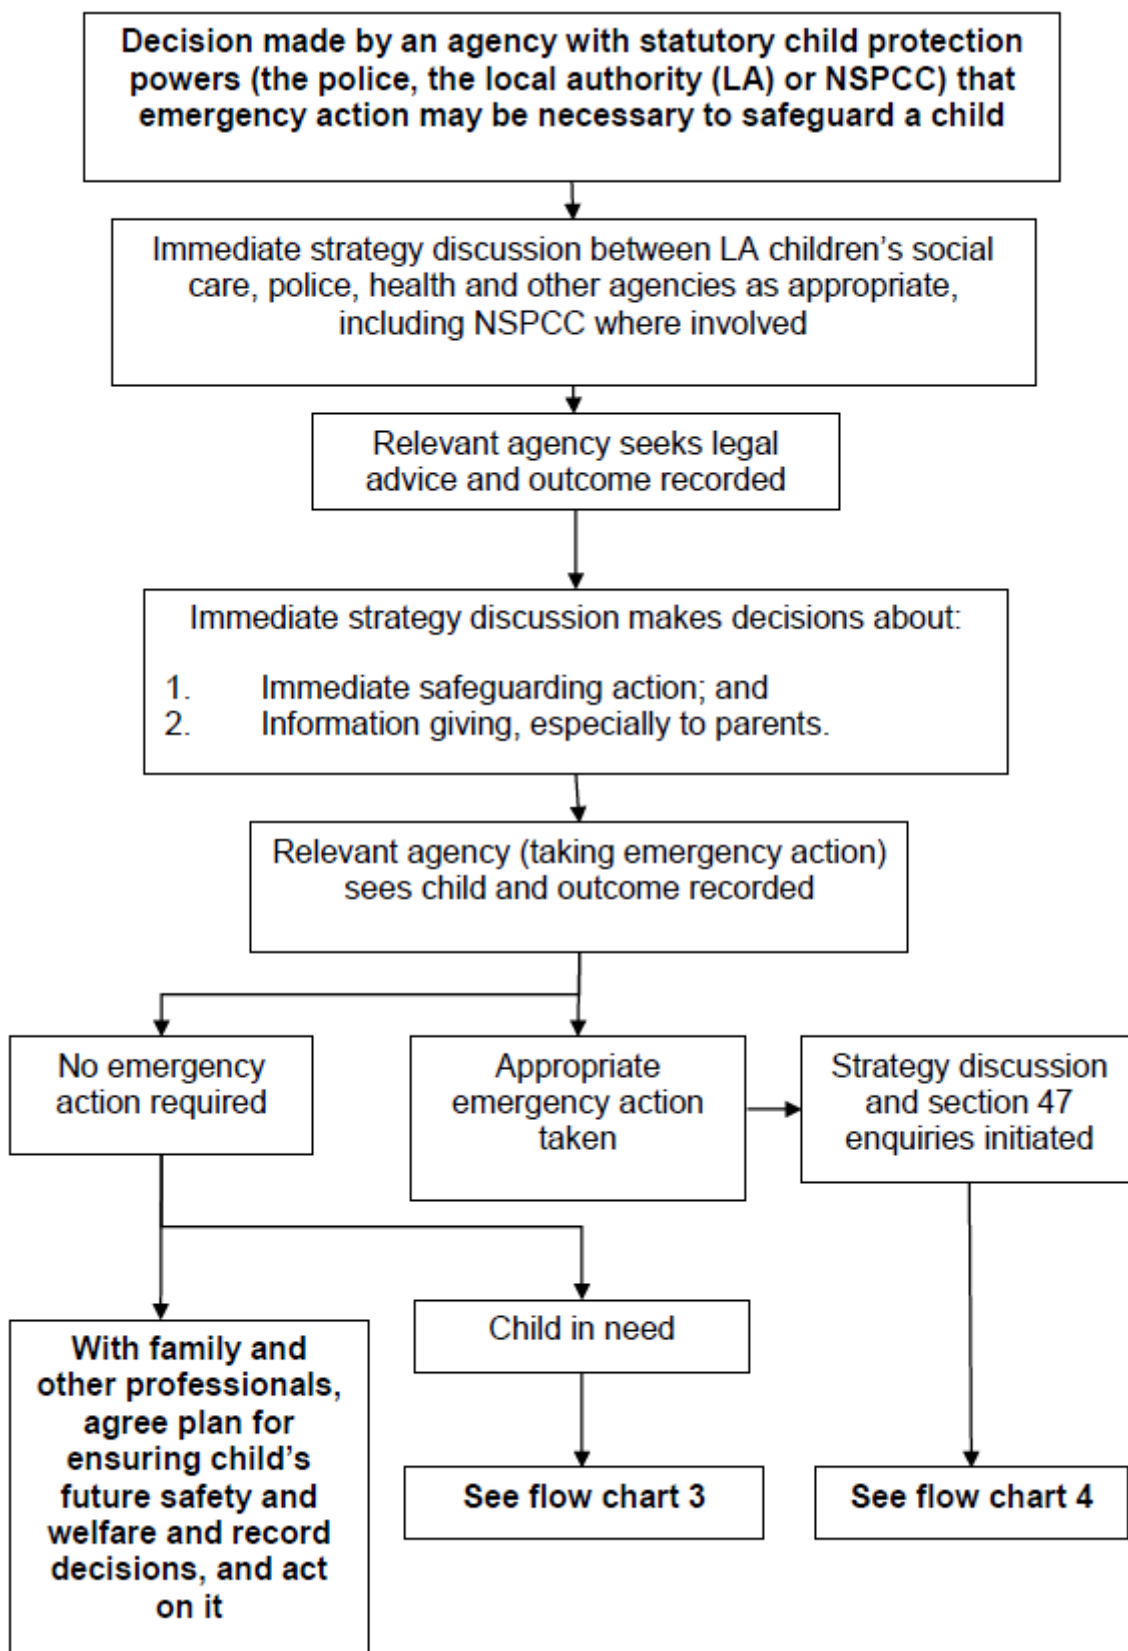 Decision made by an agency with statutory child protection
powers (the police, the local authority (LA) or NSPCC) that
emergency action may be necessary to safeguard a child
Immediate strategy discussion between LA children’s social
care, police, health and other agencies as appropriate,
including NSPCC where involved
Relevant agency seeks legal
advice and outcome recorded
Immediate strategy discussion makes decisions about:
1. Immediate safeguarding action; and
2. Information giving, especially to parents.
Relevant agency (taking emergency action)
sees child and outcome recorded
No emergency
action required
Appropriate
emergency action
taken
Strategy discussion
and section 47
enquiries initiated
With family and
other professionals,
agree plan for
ensuring child’s
future safety and
welfare and record
decisions, and act
on it
Child in need
See flow chart 3
See flow chart 4